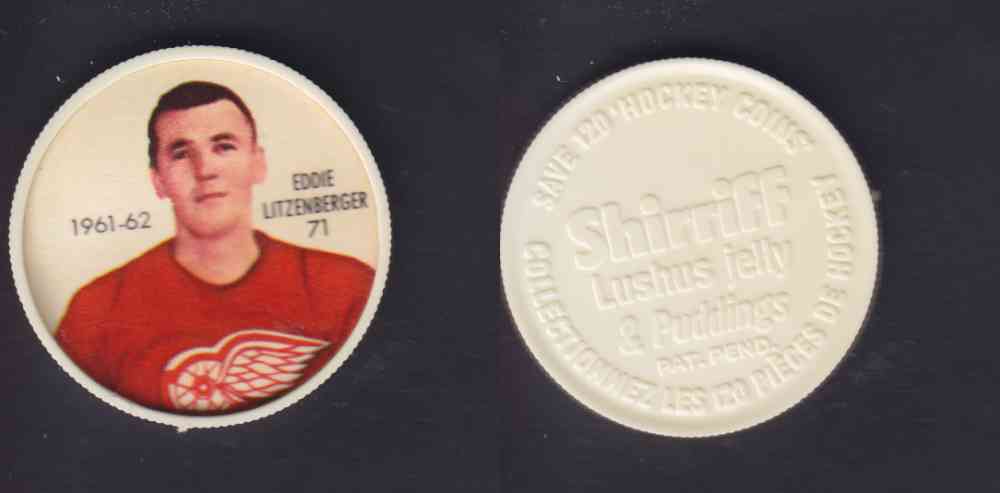 1961-62
EDDIE
LITZENBERGER
71
SAVE 120 HOCKEY COINS
Shirriff
Lushus jelly
& Puddings
PAT. PEND.
COLLECTIONNEZ LES 120 PIÈCES DE HOCKEY